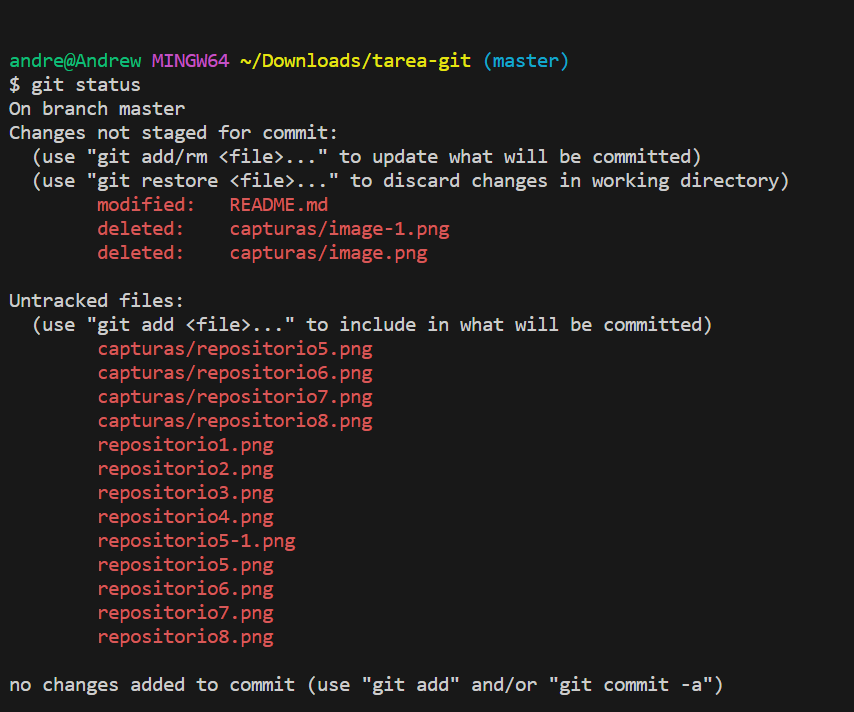 andre@Andrew MINGW64 ~/Downloads/tarea-git (master)
$ git status
On branch master
Changes not staged for commit:
  (use "git add/rm <file>..." to update what will be committed)
  (use "git restore <file>..." to discard changes in working directory)
        modified:   README.md
        deleted:    capturas/image-1.png
        deleted:    capturas/image.png

Untracked files:
  (use "git add <file>..." to include in what will be committed)
        capturas/repositorio5.png
        capturas/repositorio6.png
        capturas/repositorio7.png
        capturas/repositorio8.png
        repositorio1.png
        repositorio2.png
        repositorio3.png
        repositorio4.png
        repositorio5-1.png
        repositorio5.png
        repositorio6.png
        repositorio7.png
        repositorio8.png

no changes added to commit (use "git add" and/or "git commit -a")